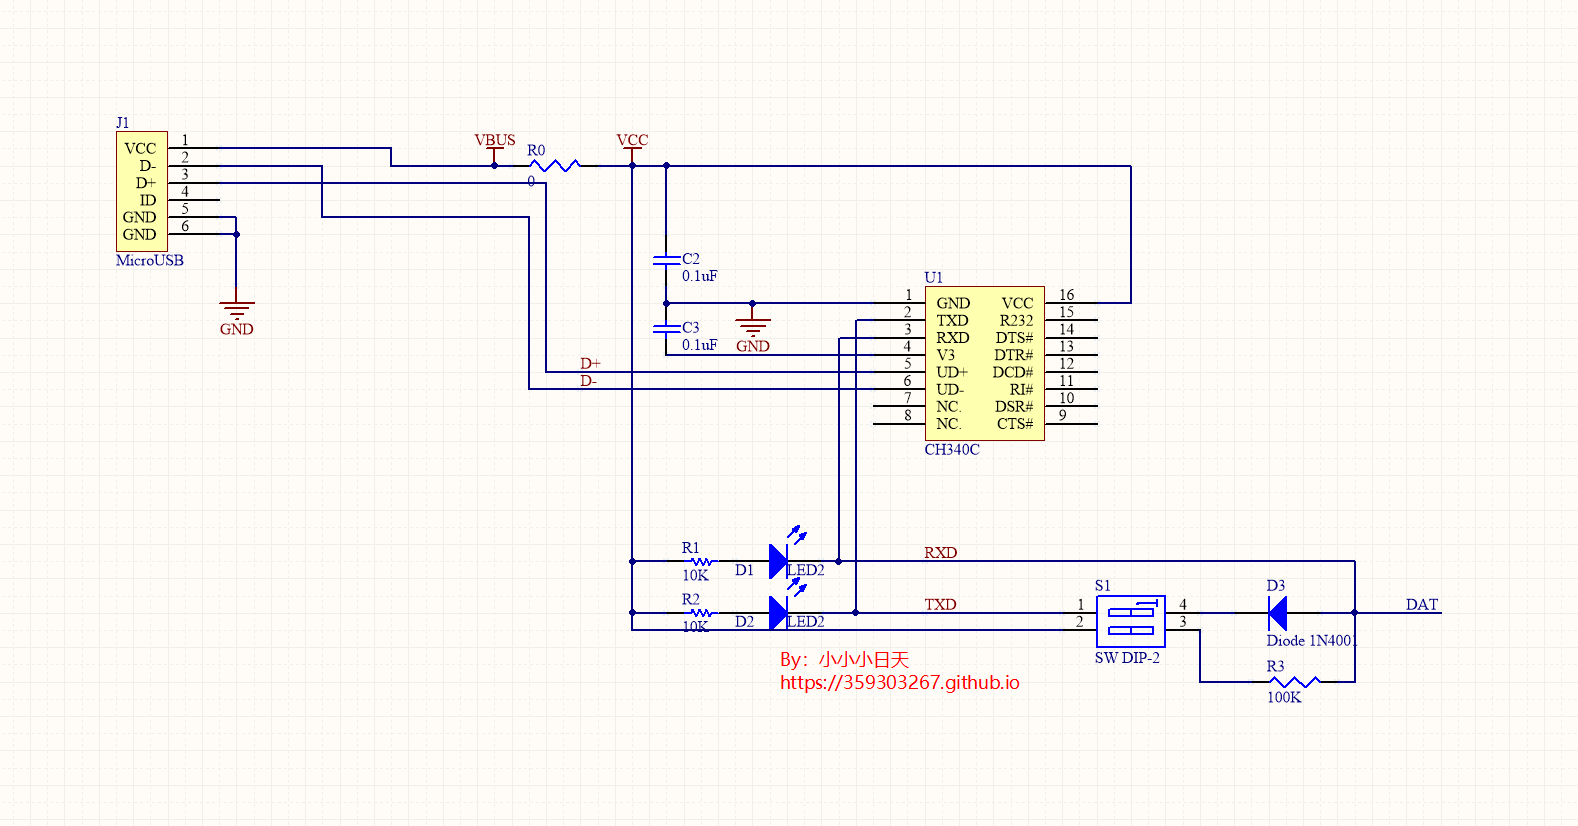 J1
VCC 1
D- 2
D+ 3
ID 4
GND 5
GND 6
MicroUSB
GND
VBUS
R0
0
VCC
C2
0.1uF
C3
0.1uF
GND
D+
D-
U1
1 GND VCC 16
2 TXD R232 15
3 RXD DTS# 14
4 V3 DTR# 13
5 UD+ DCD# 12
6 UD- RI# 11
7 NC. DSR# 10
8 NC. CTS# 9
CH340C
R1
10K
D1
LED2
RXD
R2
10K
D2
LED2
TXD
S1
1 4
2 3
SW DIP-2
D3
Diode 1N4001
DAT
R3
100K
By：小小小日天
https://359303267.github.io